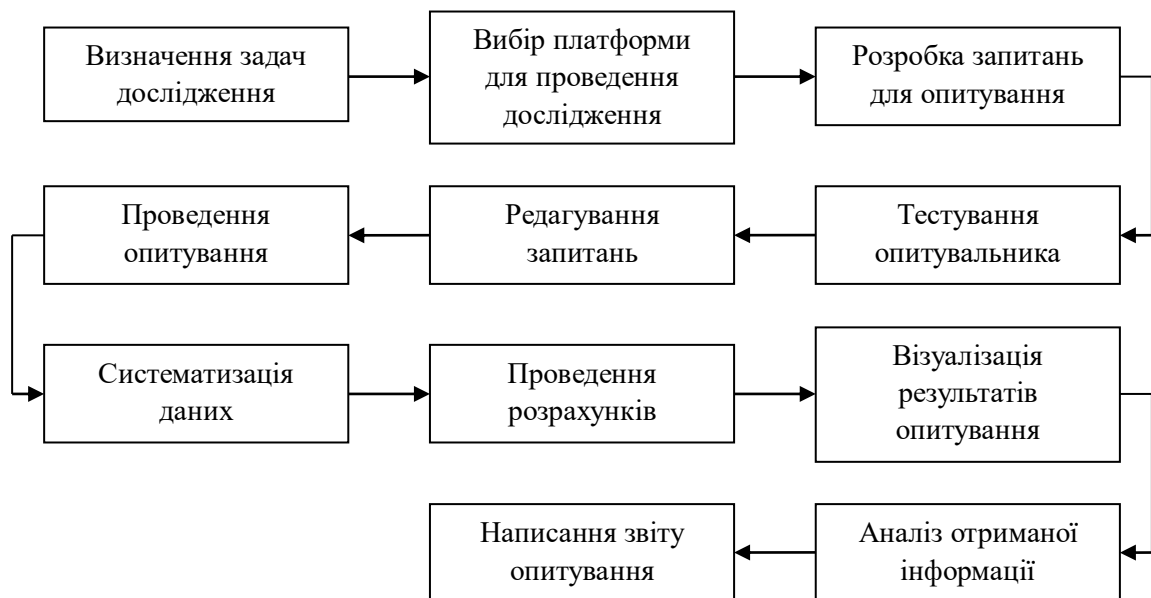 Визначення задач
дослідження
Вибір платформи
для проведення
дослідження
Розробка запитань
для опитування
Тестування
опитувальника
Редагування
запитань
Проведення
опитування
Систематизація
даних
Проведення
розрахунків
Візуалізація
результатів
опитування
Аналіз отриманої
інформації
Написання звіту
опитування